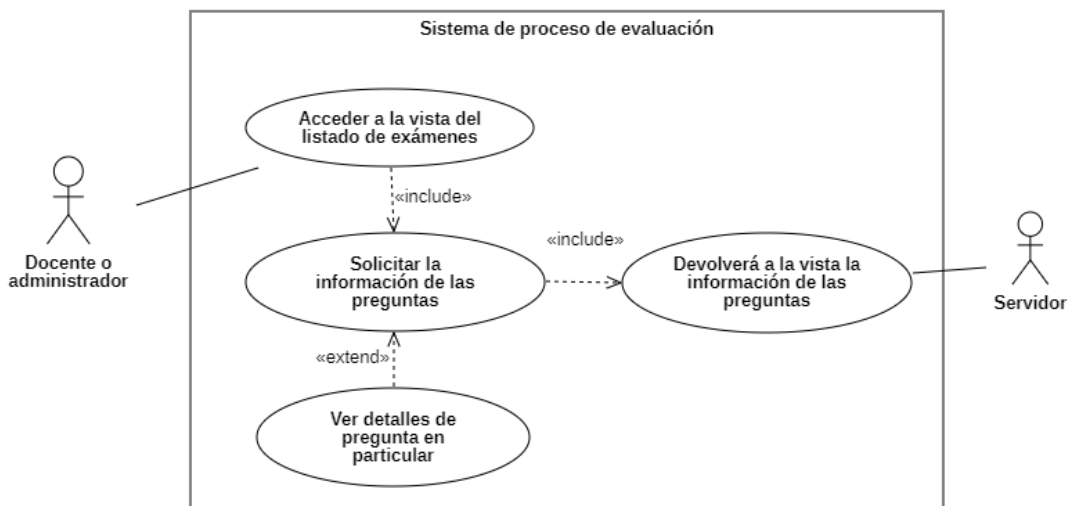 Sistema de proceso de evaluación
Acceder a la vista del
listado de exámenes
«include»
Docente o
administrador
Solicitar la
información de las
preguntas
«include»
Devolverá a la vista la
información de las
preguntas
Servidor
«extend»
Ver detalles de
pregunta en
particular